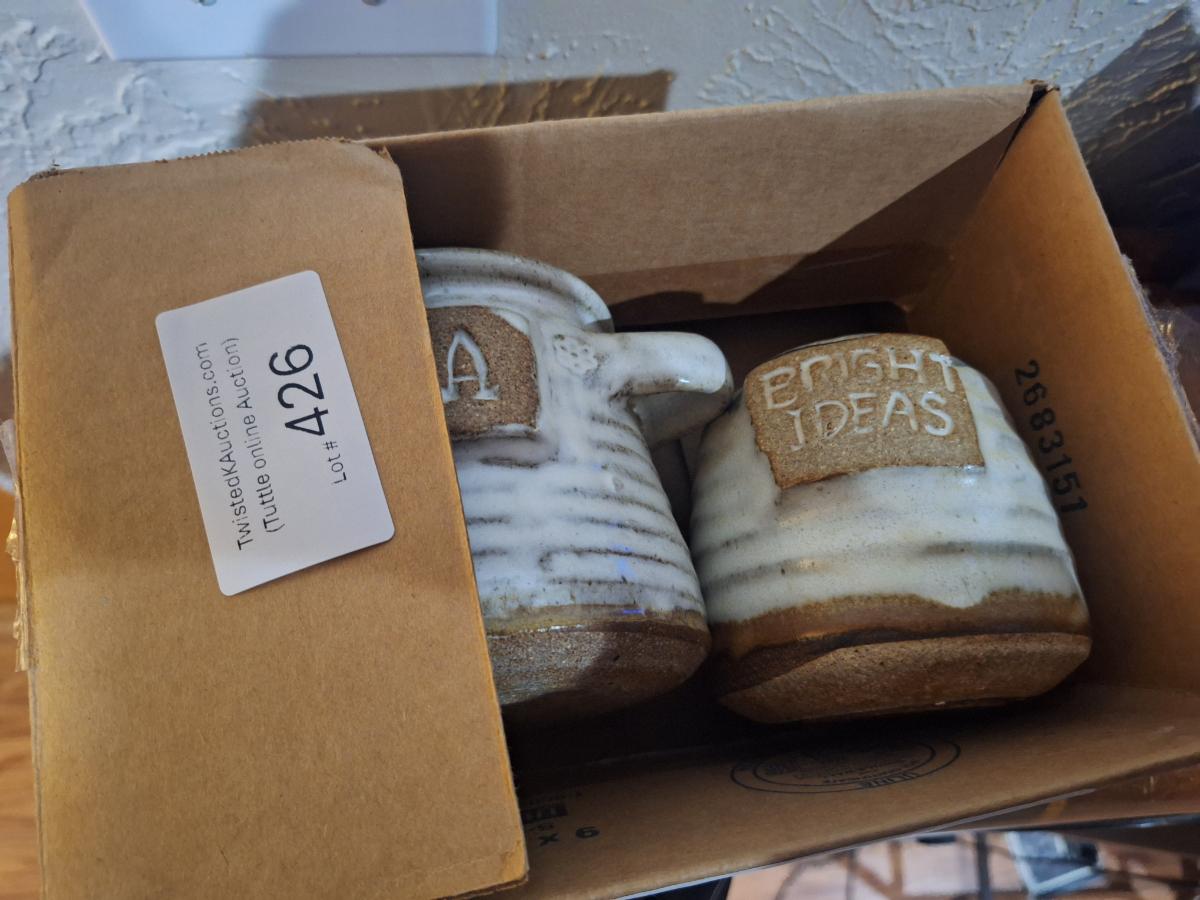 TwistedKAuctions.com
(Tuttle online Auction)
Lot # 426
A
BRIGHT
IDEAS
2683151